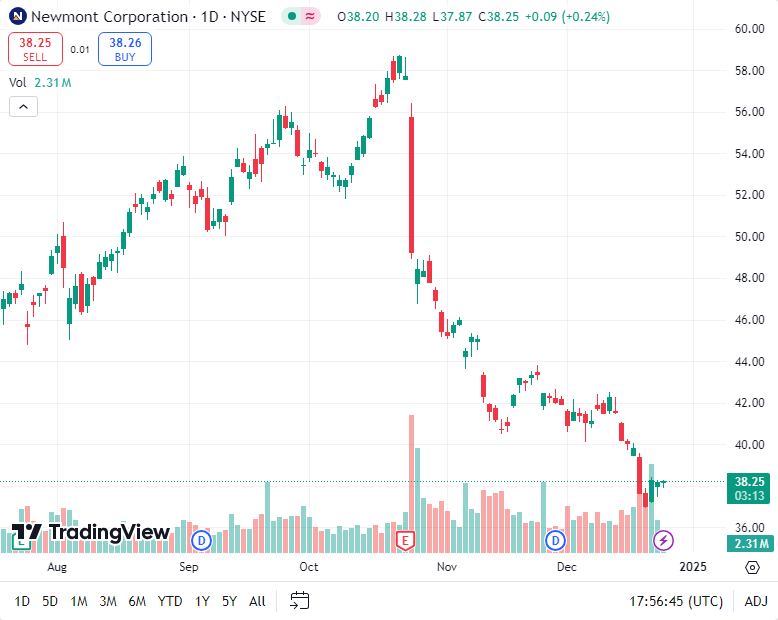 N Newmont Corporation · 1D · NYSE ≈ O38.20 H38.28 L37.87 C38.25 +0.09 (+0.24%)
38.25 SELL 0.01 38.26 BUY
Vol 2.31M
60.00
58.00
56.00
54.00
52.00
50.00
48.00
46.00
44.00
42.00
40.00
38.25
03:13
36.00
2.31M
TradingView
E D E D
Aug Sep Oct Nov Dec 2025
1D 5D 1M 3M 6M YTD 1Y 5Y All 17:56:45 (UTC) ADJ